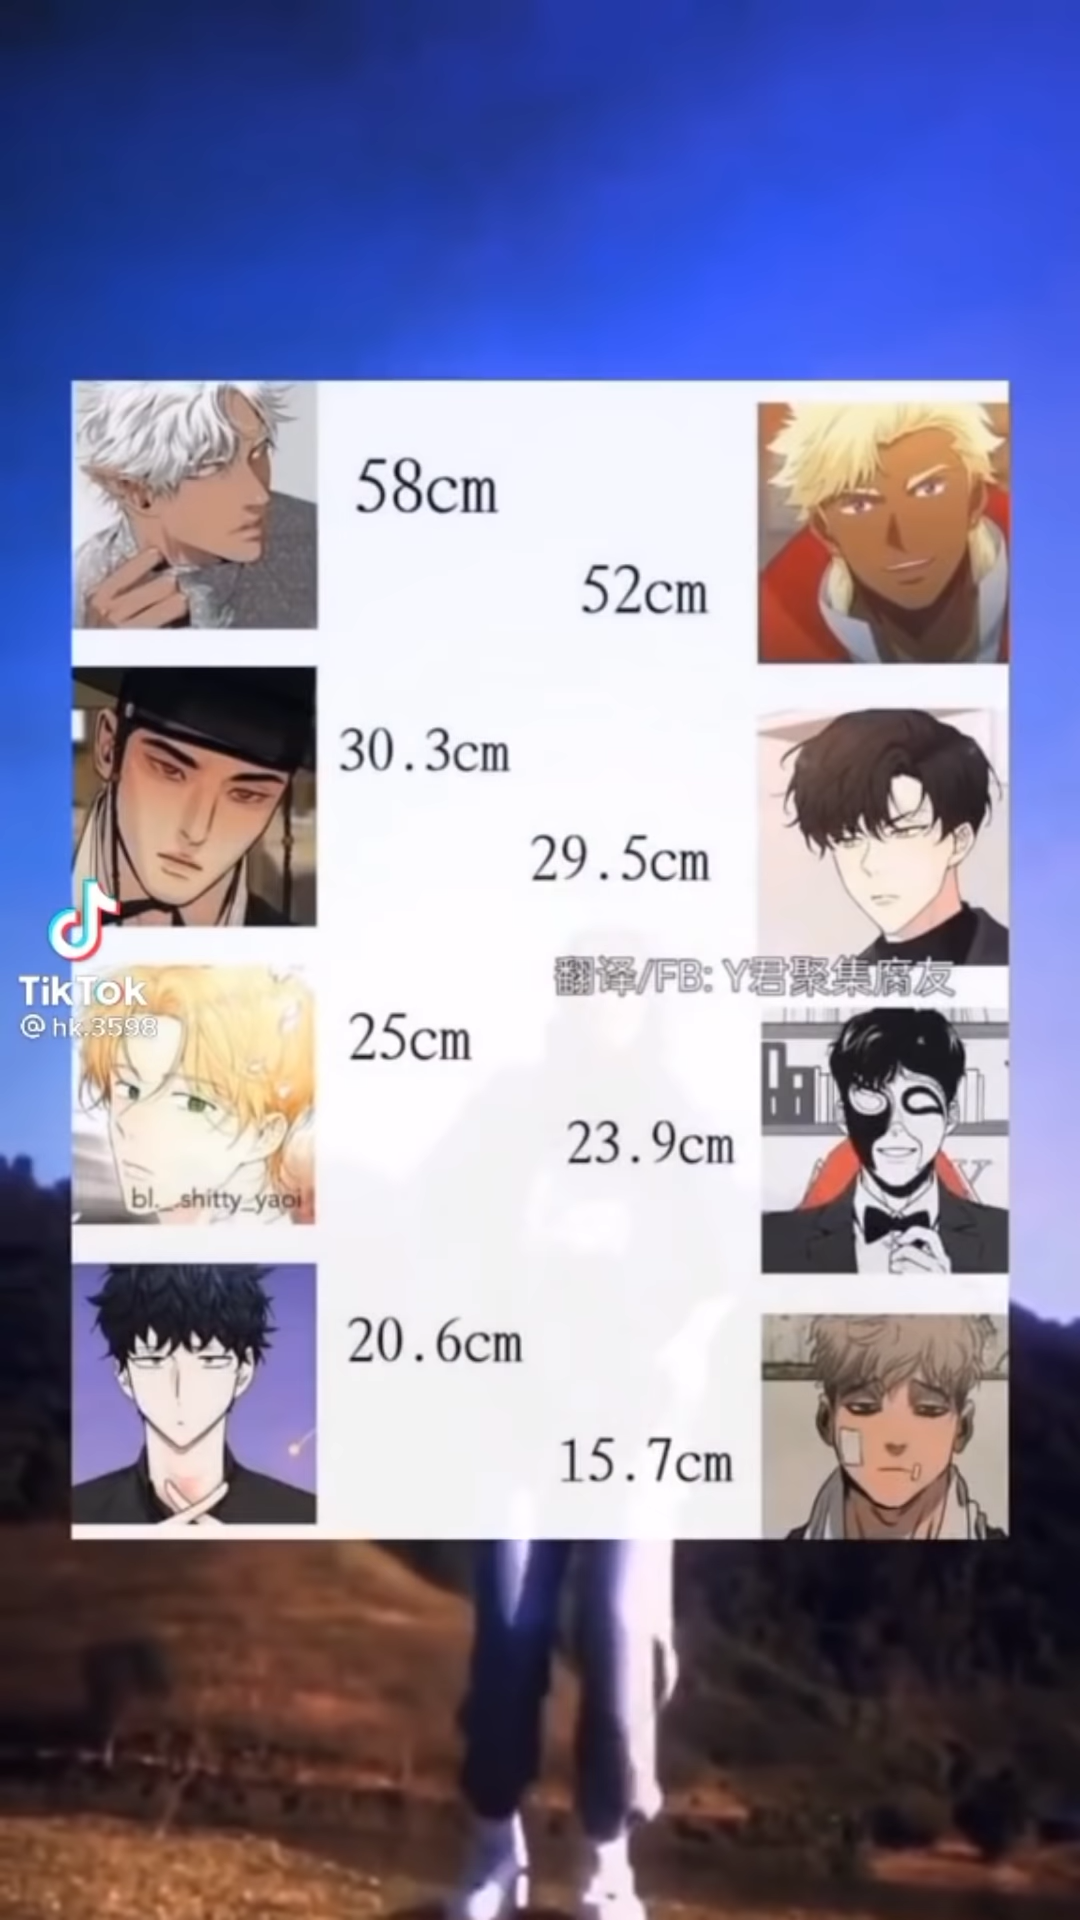 58cm
52cm
30.3cm
29.5cm
TikTok
@hk.3598
翻译/FB: Y君聚集腐友
25cm
23.9cm
bl._.shitty_yaoi
20.6cm
15.7cm